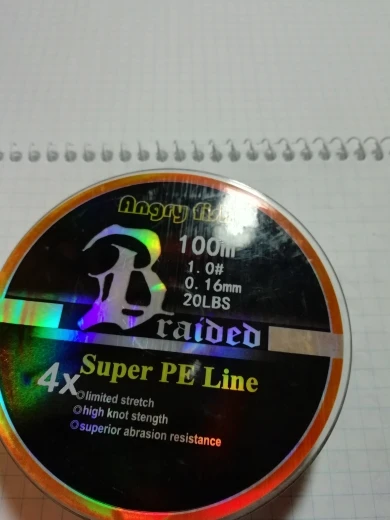 Angry
100m
1.0#
0.16mm
20LBS
Braided
Super PE Line
4x
limited stretch
high knot stength
superior abrasion resistance